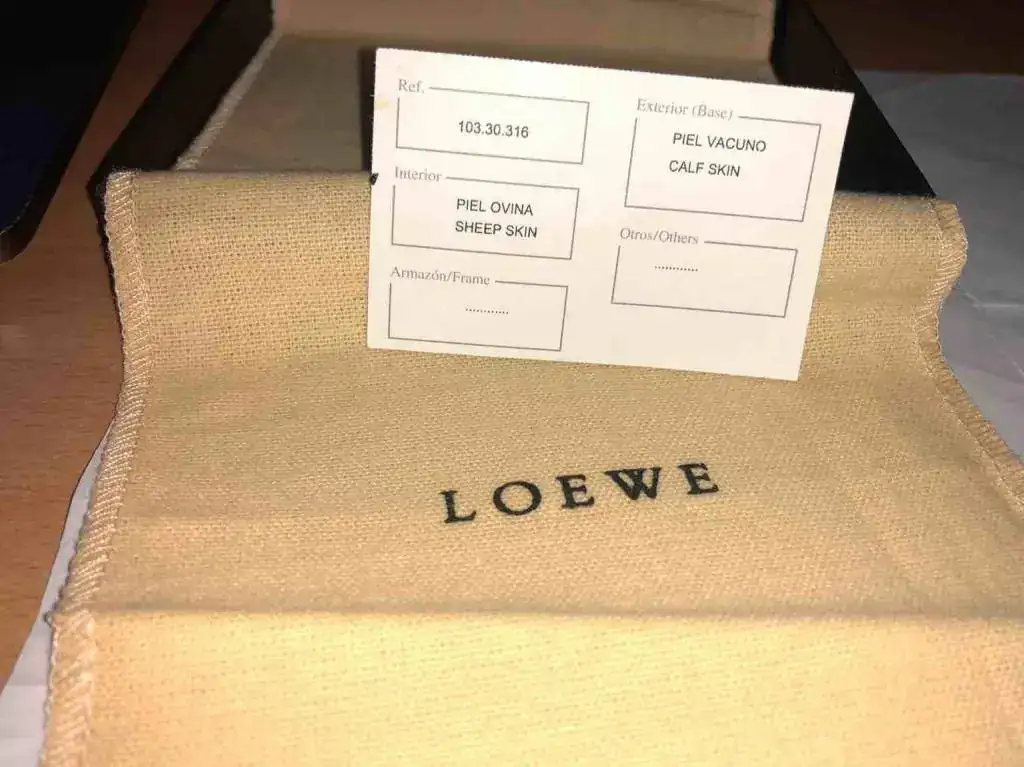 Ref.
103.30.316
Interior
PIEL OVINA
SHEEP SKIN
Armazón/Frame
............
Exterior (Base)
PIEL VACUNO
CALF SKIN
Otros/Others
............
LOEWE